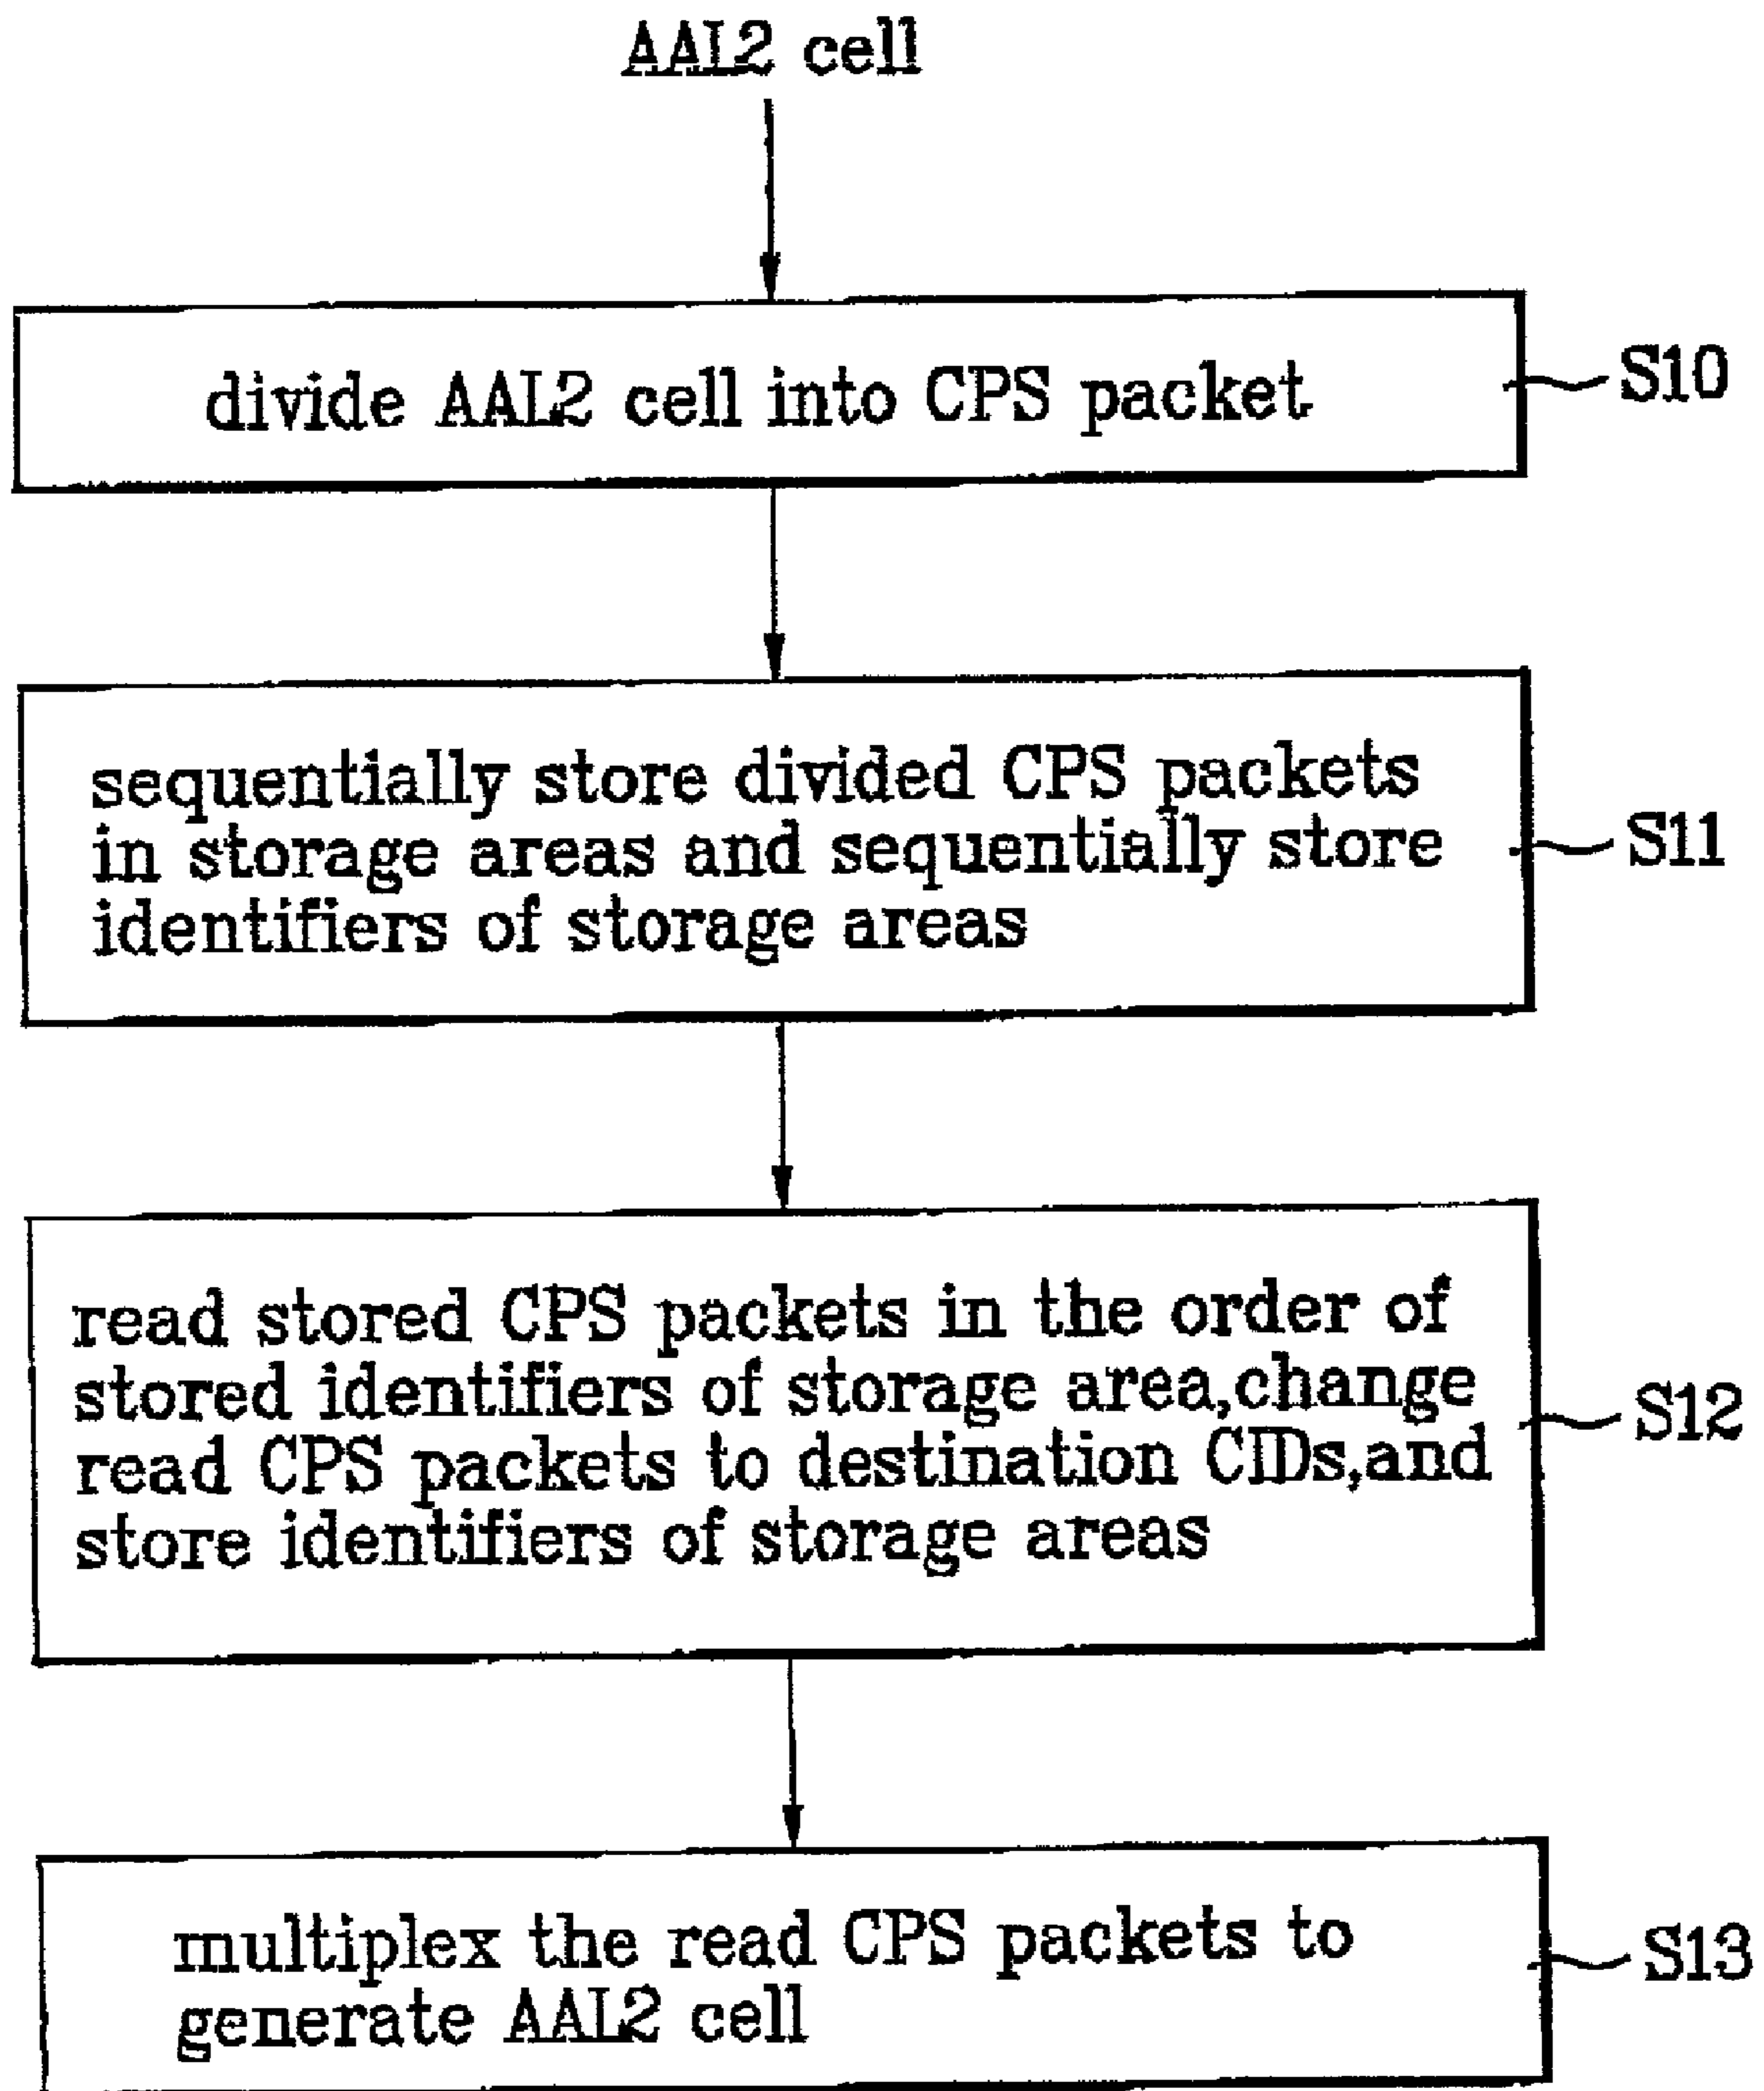 AAL2 cell
divide AAL2 cell into CPS packet
S10
sequentially store divided CPS packets
in storage areas and sequentially store
identifiers of storage areas
S11
read stored CPS packets in the order of
stored identifiers of storage area,change
read CPS packets to destination CIDs,and
store identifiers of storage areas
S12
multiplex the read CPS packets to
generate AAL2 cell
S13